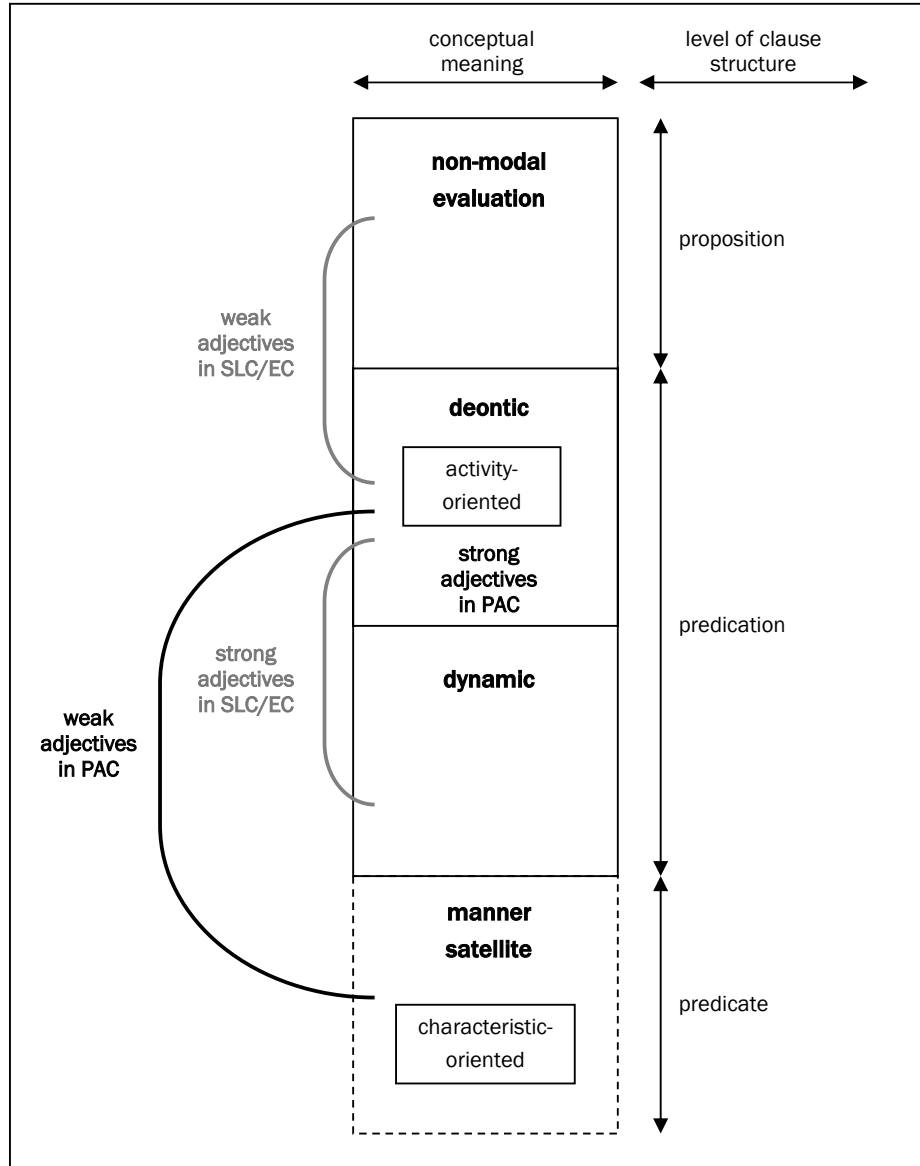 conceptual
meaning
level of clause
structure
non-modal
evaluation
proposition
weak
adjectives
in SLC/EC
deontic
activity-
oriented
strong
adjectives
in PAC
predication
strong
adjectives
in SLC/EC
dynamic
weak
adjectives
in PAC
manner
satellite
predicate
characteristic-
oriented